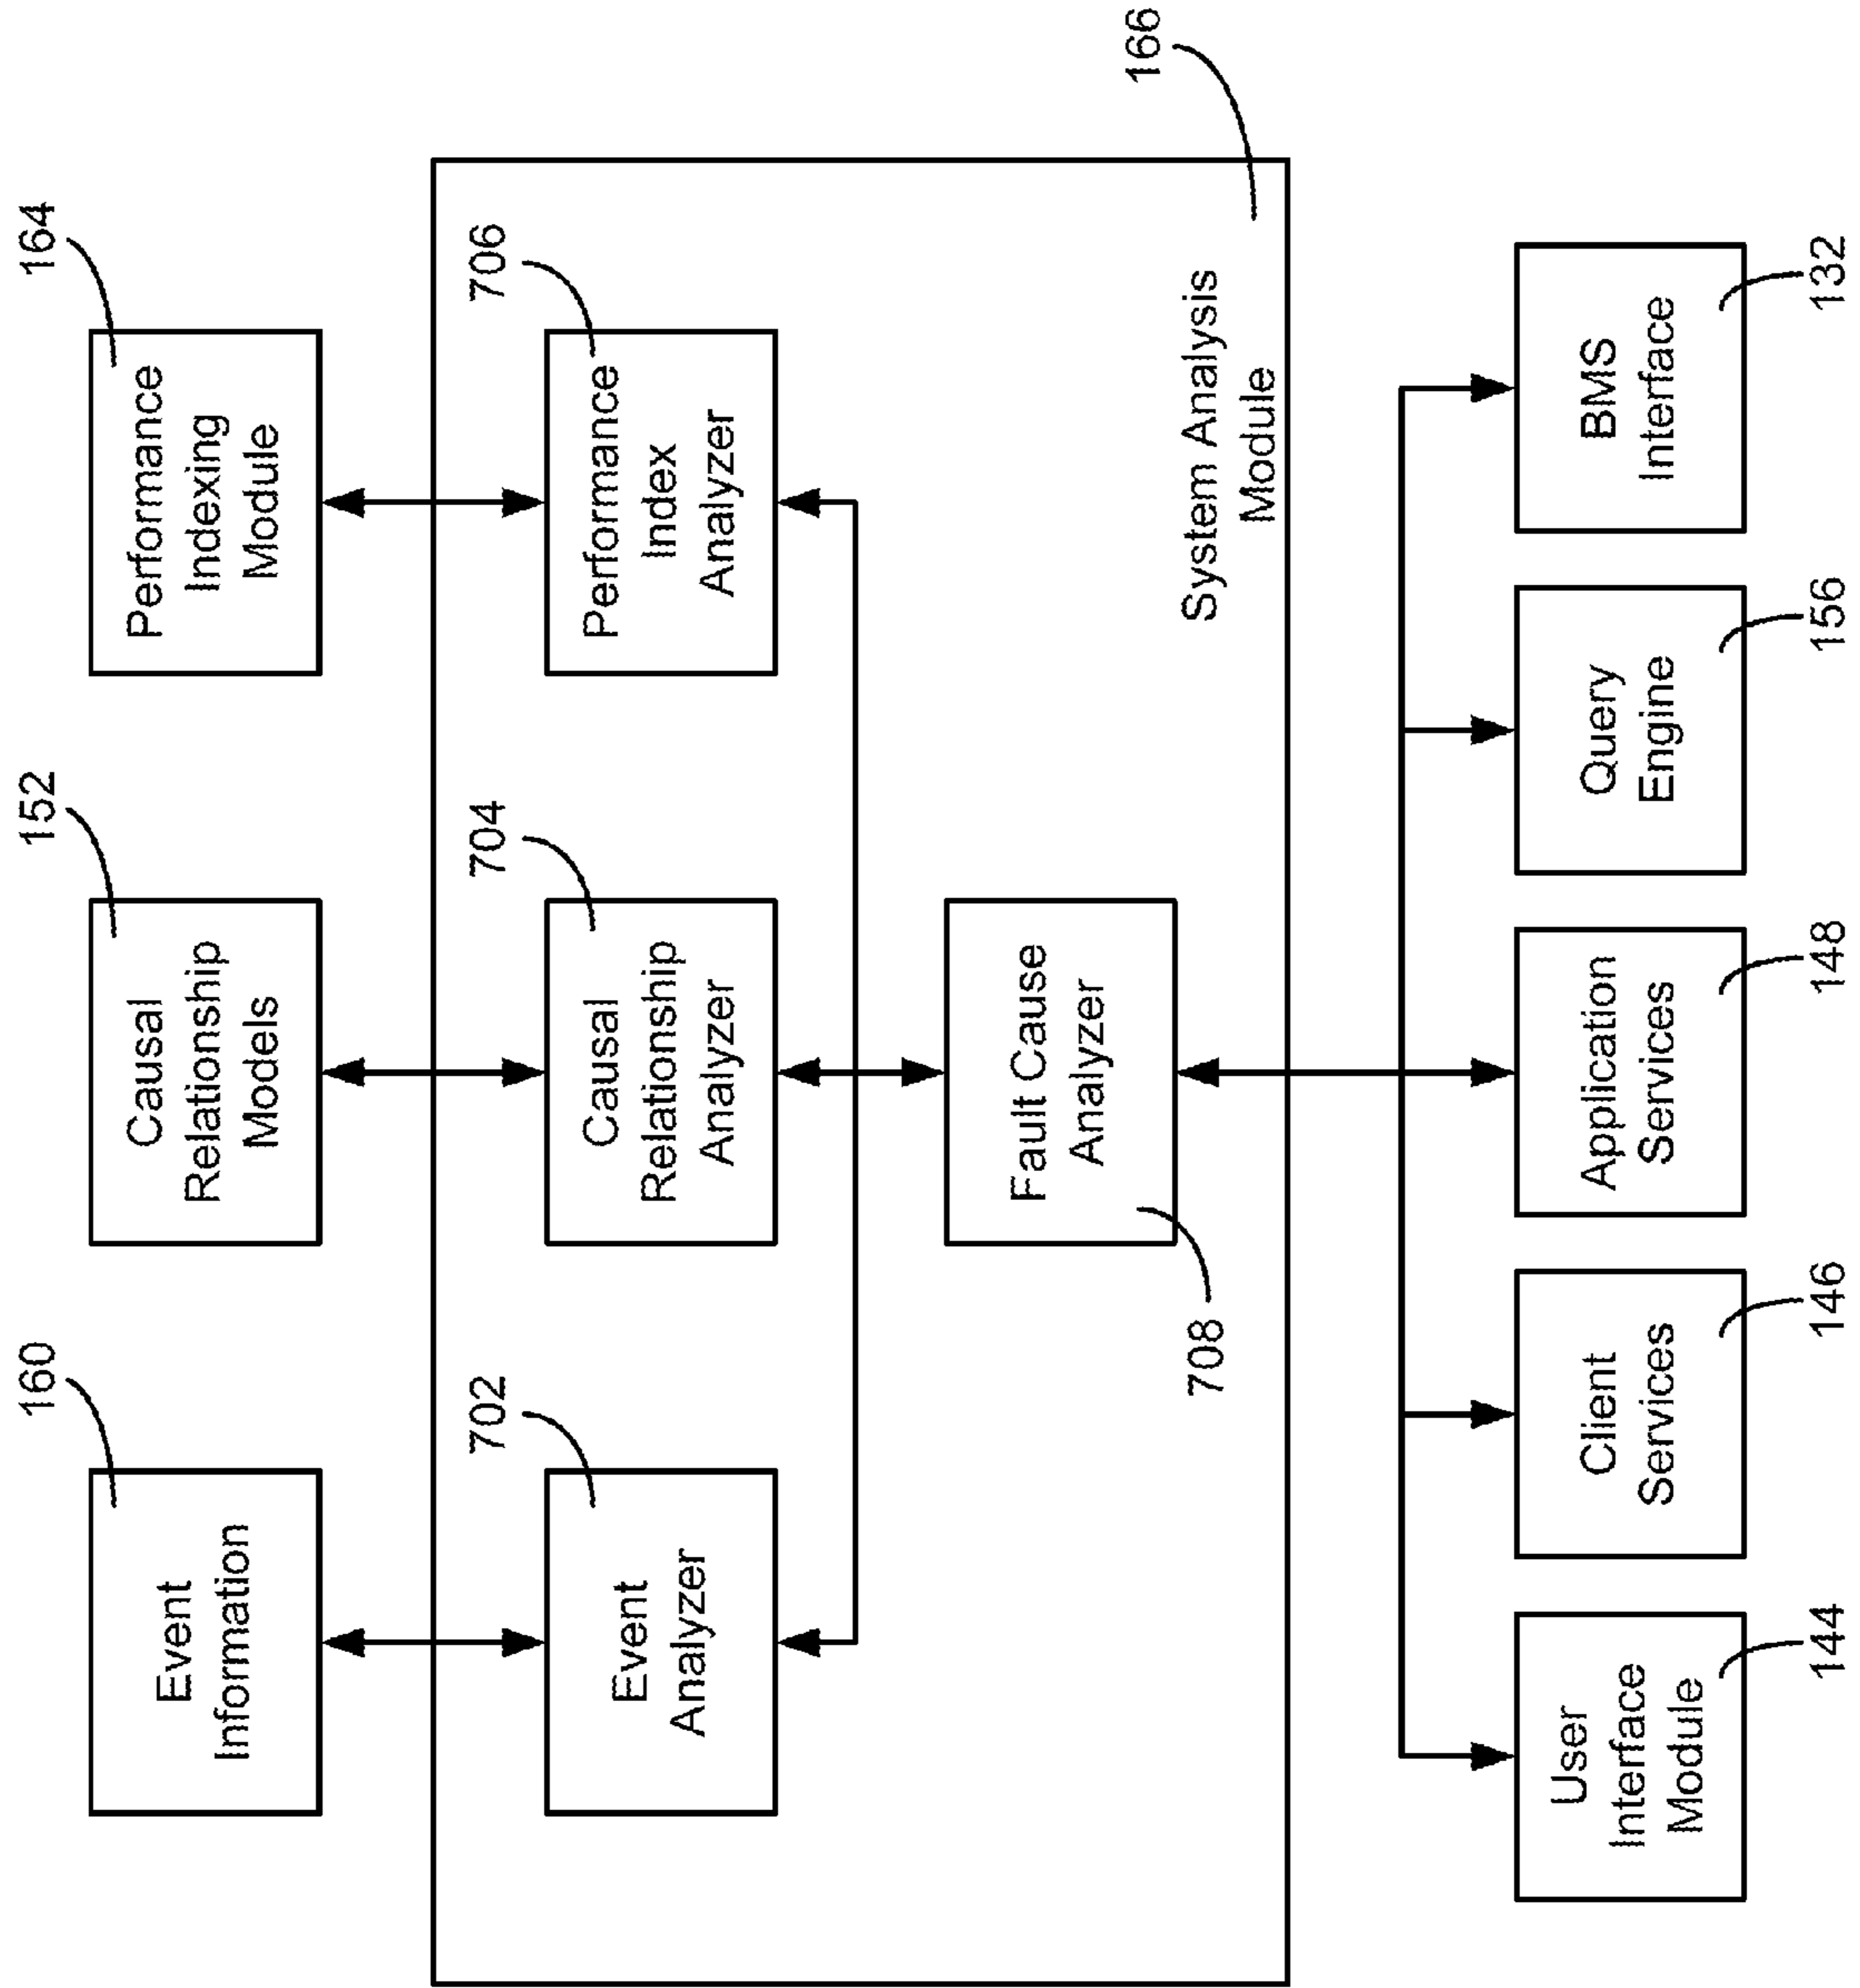 160
152
164
Event
Information
Causal
Relationship
Models
Performance
Indexing
Module
702
704
706
Event
Analyzer
Causal
Relationship
Analyzer
Performance
Index
Analyzer
Fault Cause
Analyzer
708
System Analysis
Module
166
User
Interface
Module
Client
Services
Application
Services
Query
Engine
BMS
Interface
144
146
148
156
132